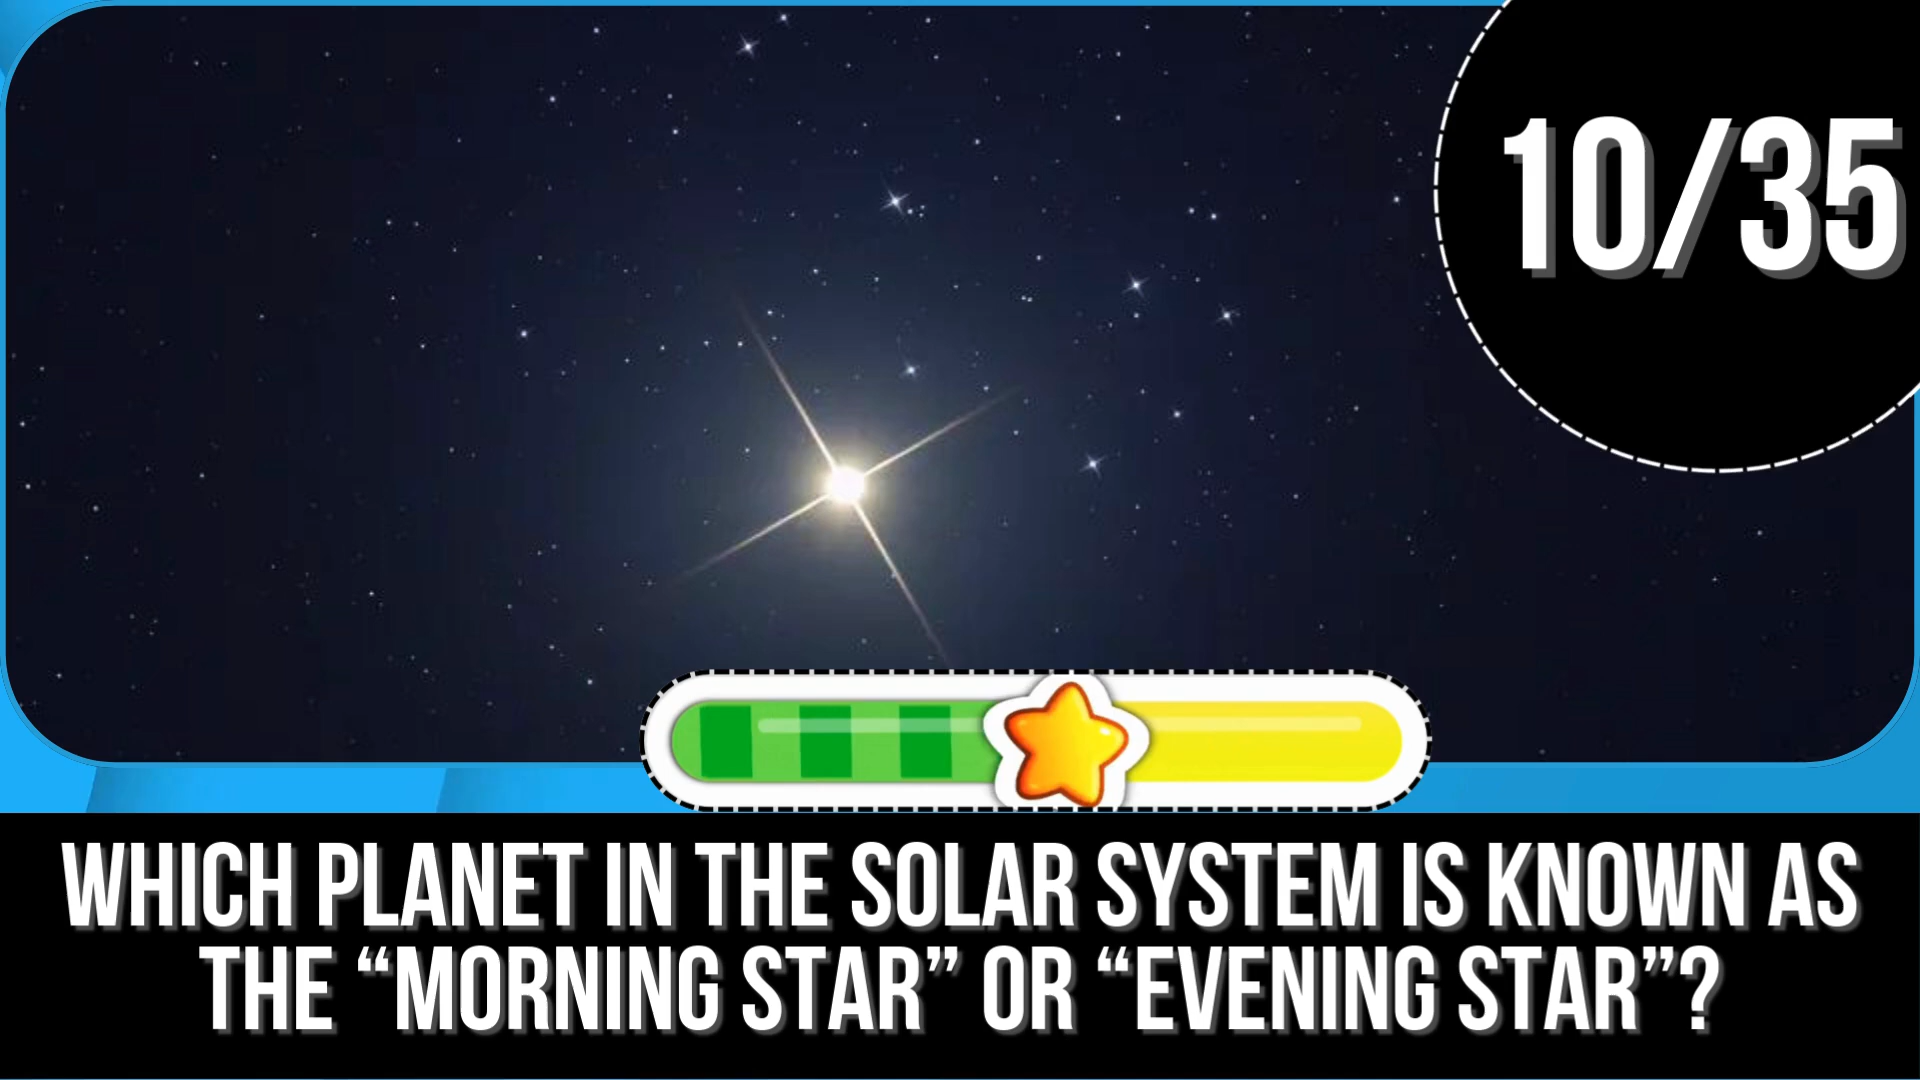 10/35
WHICH PLANET IN THE SOLAR SYSTEM IS KNOWN AS
THE “MORNING STAR” OR “EVENING STAR”?